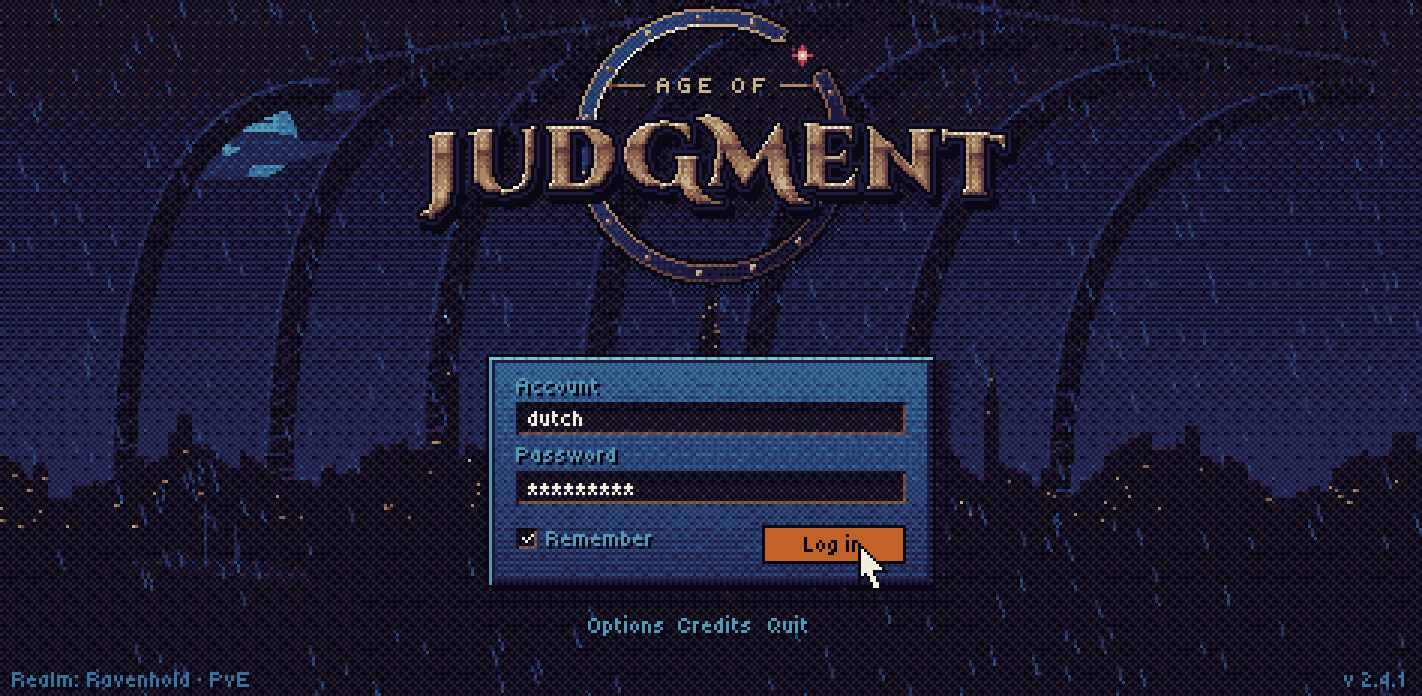 AGE OF
JUDGMENT
Account
dutch
Password
*********
Remember
Log in
Options Credits Quit
Realm: Ravenhold · PvE
v 2.4.1